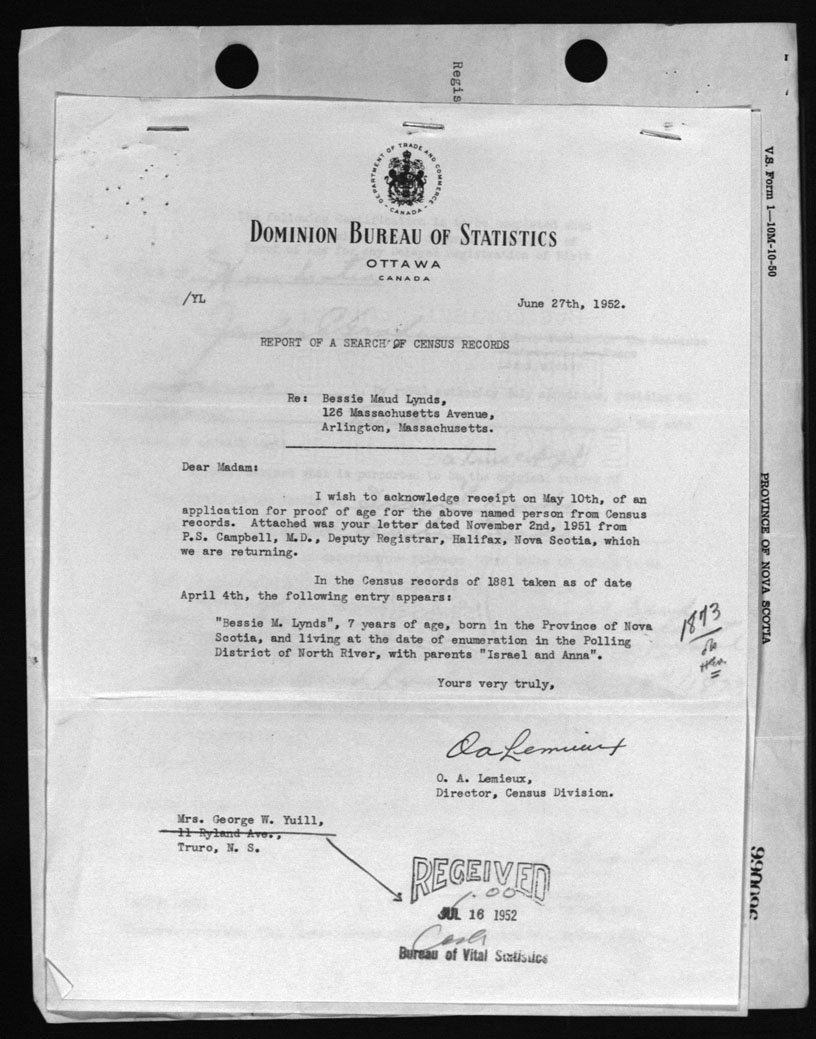 Regis
V.S. Form 1—10M-10-50
PROVINCE OF NOVA SCOTIA
DEPARTMENT OF TRADE AND COMMERCE
CANADA
DOMINION BUREAU OF STATISTICS
OTTAWA
CANADA
/YL
June 27th, 1952.
REPORT OF A SEARCH OF CENSUS RECORDS
Re: Bessie Maud Lynds,
126 Massachusetts Avenue,
Arlington, Massachusetts.
Dear Madam:
I wish to acknowledge receipt on May 10th, of an
application for proof of age for the above named person from Census
records. Attached was your letter dated November 2nd, 1951 from
P.S. Campbell, M.D., Deputy Registrar, Halifax, Nova Scotia, which
we are returning.
In the Census records of 1881 taken as of date
April 4th, the following entry appears:
"Bessie M. Lynds", 7 years of age, born in the Province of Nova
Scotia, and living at the date of enumeration in the Polling
District of North River, with parents "Israel and Anna".
1873
ok
Yours very truly,
OaLemieux
O. A. Lemieux,
Director, Census Division.
Mrs. George W. Yuill,
11 Ryland Ave.,
Truro, N. S.
RECEIVED
1.00
JUL 16 1952
Cash
Bureau of Vital Statistics